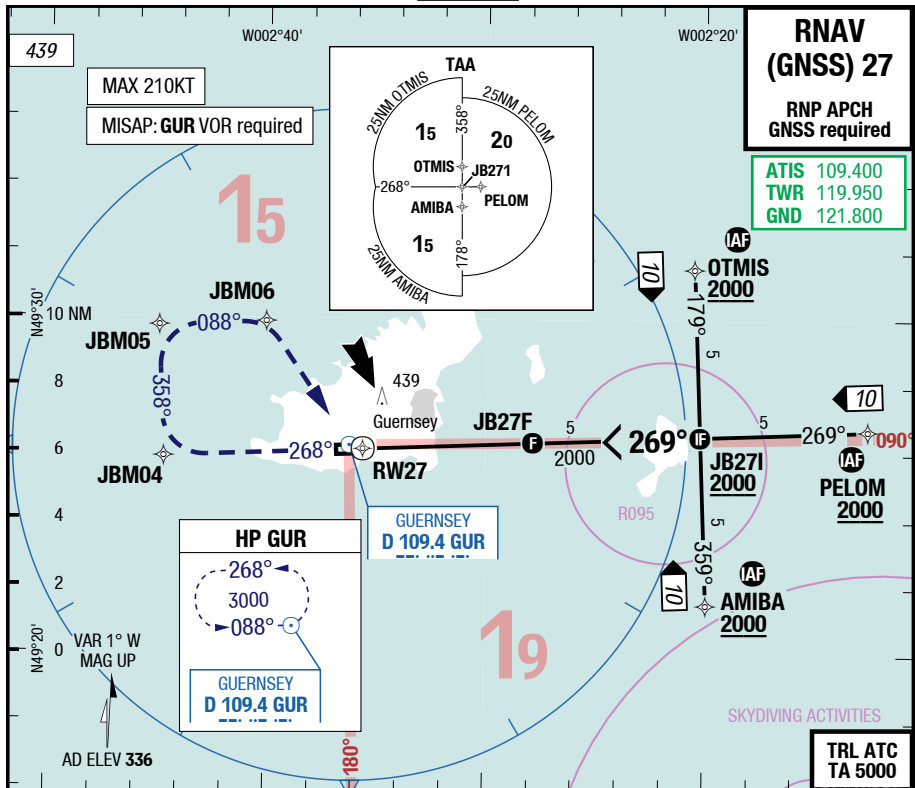 439
MAX 210KT
MISAP: GUR VOR required
W002°40'
W002°20'
RNAV
(GNSS) 27
RNP APCH
GNSS required
ATIS 109.400
TWR 119.950
GND 121.800
TAA
25NM OTMIS
25NM PELOM
15
358°
20
OTMIS
JB271
268°
PELOM
AMIBA
15
178°
25NM AMIBA
15
IAF
OTMIS
2000
10
179°
5
N49°30'
10 NM
8
6
4
2
0
N49°20'
JBM06
088°
JBM05
358°
JBM04
268°
439
Guernsey
RW27
JB27F
F
5
2000
269°
IF
JB27I
2000
5
269°
10
090°
IAF
PELOM
2000
R095
5
359°
10
IAF
AMIBA
2000
GUERNSEY
D 109.4 GUR
HP GUR
268°
3000
088°
GUERNSEY
D 109.4 GUR
19
180°
VAR 1° W
MAG UP
AD ELEV 336
SKYDIVING ACTIVITIES
TRL ATC
TA 5000